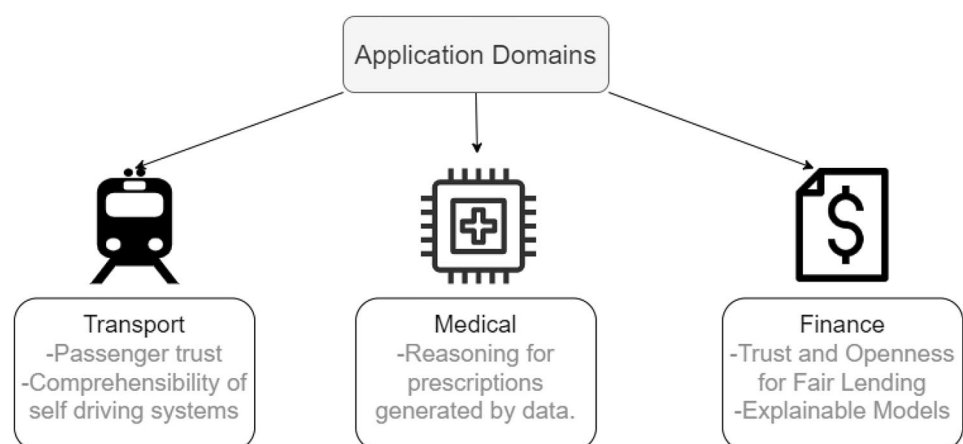 Application Domains
Transport
-Passenger trust
-Comprehensibility of
self driving systems
Medical
-Reasoning for
prescriptions
generated by data.
Finance
-Trust and Openness
for Fair Lending
-Explainable Models